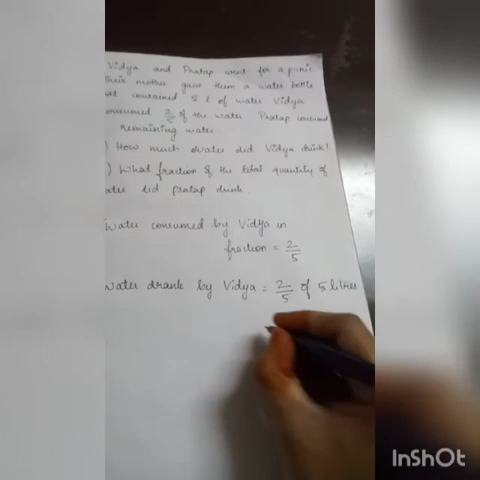 Vidya and Pratap went for a picnic
their mother gave them a water bottle
at contained 5 l of water Vidya
onsumed 2/5 of the water Pratap consumed
remaining water.
) How much water did Vidya drink?
) What fraction of the total quantity of
ater did pratap drink.
Water consumed by Vidya in
fraction = 2/5
Water drank by Vidya = 2/5 of 5 litres
InShOt